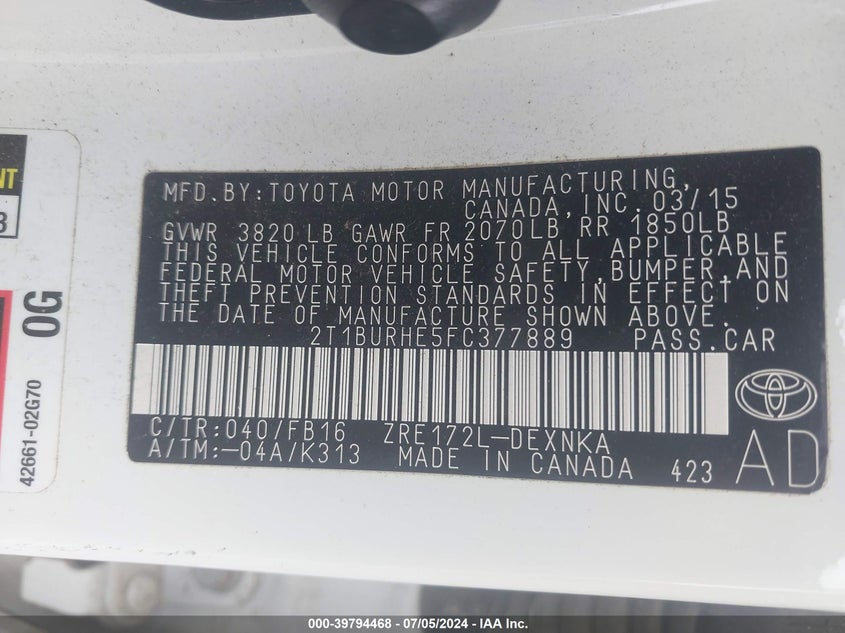 NT
3
0G
42661-02G70
MFD.BY:TOYOTA MOTOR MANUFACTURING,
CANADA,INC. 03/15
GVWR 3820 LB GAWR FR 2070LB RR 1850LB
THIS VEHICLE CONFORMS TO ALL APPLICABLE
FEDERAL MOTOR VEHICLE SAFETY,BUMPER,AND
THEFT PREVENTION STANDARDS IN EFFECT ON
THE DATE OF MANUFACTURE SHOWN ABOVE.
2T1BURHE5FC377889 PASS.CAR
C/TR:040/FB16 ZRE172L-DEXNKA
A/TM:-04A/K313 MADE IN CANADA 423
AD
000-39794468 - 07/05/2024 - IAA Inc.